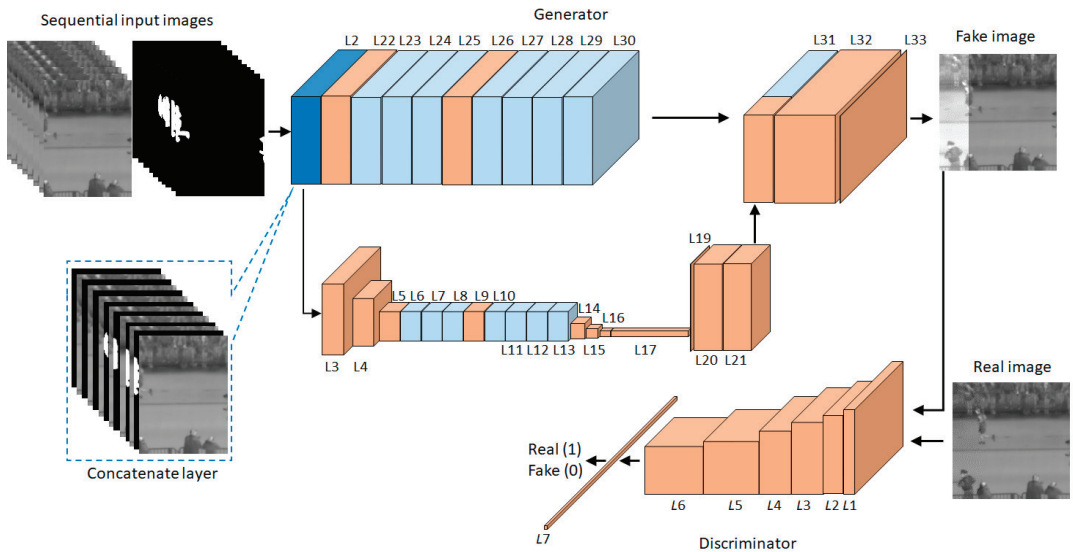 Sequential input images
Generator
Fake image
L2 L22 L23 L24 L25 L26 L27 L28 L29 L30
L31 L32 L33
L19
L5 L6 L7 L8 L9 L10
L14
L16
L3 L4
L11 L12 L13 L15 L17
L20 L21
Concatenate layer
Real image
Real (1)
Fake (0)
L6 L5 L4 L3 L2 L1
L7
Discriminator